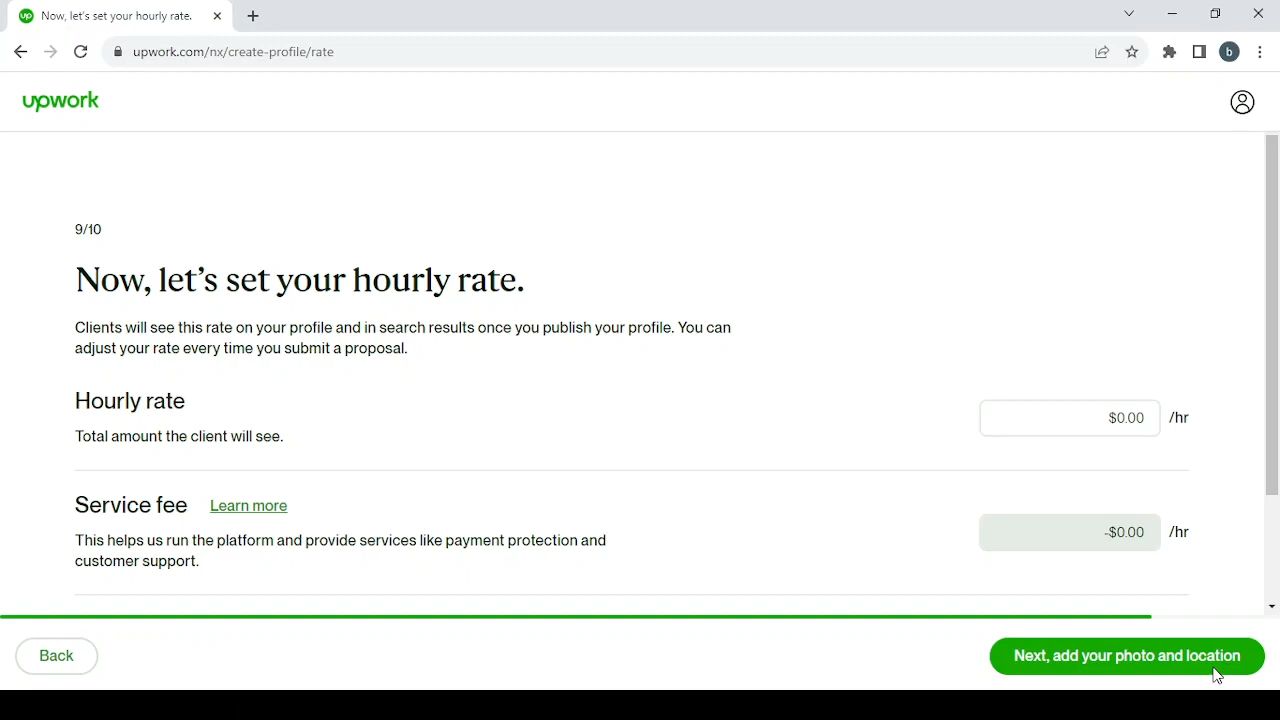 Now, let's set your hourly rate.
upwork.com/nx/create-profile/rate
b
upwork
9/10
Now, let's set your hourly rate.
Clients will see this rate on your profile and in search results once you publish your profile. You can
adjust your rate every time you submit a proposal.
Hourly rate
$0.00 /hr
Total amount the client will see.
Service fee Learn more
-$0.00 /hr
This helps us run the platform and provide services like payment protection and
customer support.
Back
Next, add your photo and location